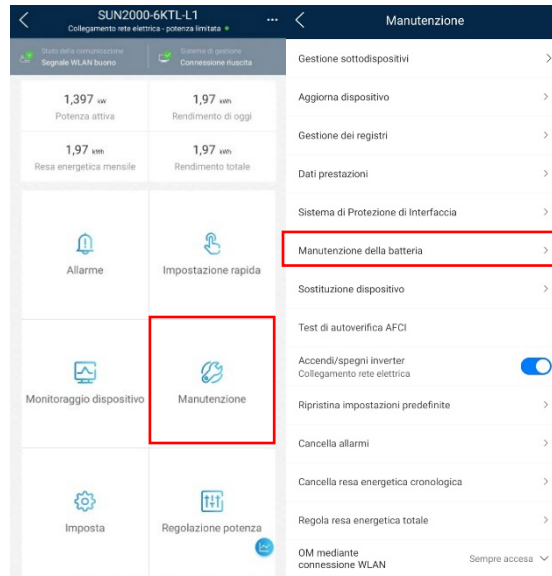 SUN2000-6KTL-L1
Collegamento rete elettrica - potenza limitata
Stato della comunicazione
Segnale WLAN buono
Sistema di gestione
Connessione riuscita
1,397 kW
Potenza attiva
1,97 kWh
Rendimento di oggi
1,97 kWh
Resa energetica mensile
1,97 kWh
Rendimento totale
Allarme
Impostazione rapida
Monitoraggio dispositivo
Manutenzione
Imposta
Regolazione potenza
Manutenzione
Gestione sottodispositivi
Aggiorna dispositivo
Gestione dei registri
Dati prestazioni
Sistema di Protezione di Interfaccia
Manutenzione della batteria
Sostituzione dispositivo
Test di autoverifica AFCI
Accendi/spegni inverter
Collegamento rete elettrica
Ripristina impostazioni predefinite
Cancella allarmi
Cancella resa energetica cronologica
Regola resa energetica totale
OM mediante
connessione WLAN
Sempre accesa